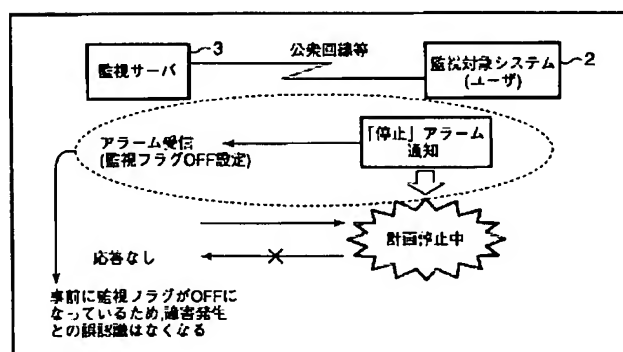 公衆回線等
監視サーバ
3
監視対象システム
(ユーザ)
2
アラーム受信
(監視フラグOFF設定)
「停止」アラーム
通知
計画停止中
応答なし
事前に監視フラグがOFFに
なっているため,障害発生
との誤認識はなくなる